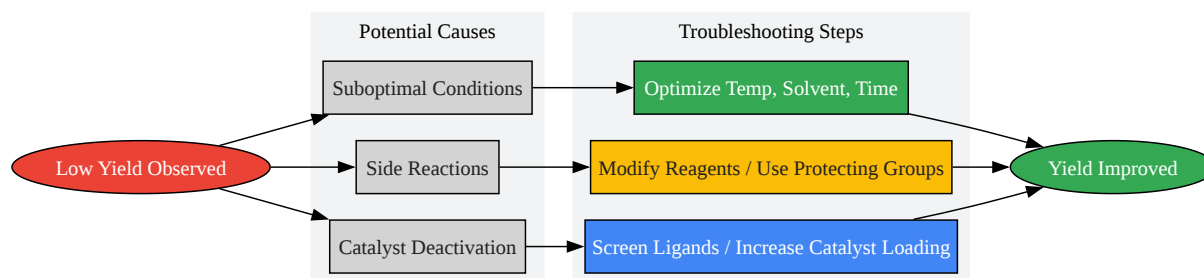 Potential Causes
Troubleshooting Steps
Suboptimal Conditions
Optimize Temp, Solvent, Time
Low Yield Observed
Side Reactions
Modify Reagents / Use Protecting Groups
Yield Improved
Catalyst Deactivation
Screen Ligands / Increase Catalyst Loading